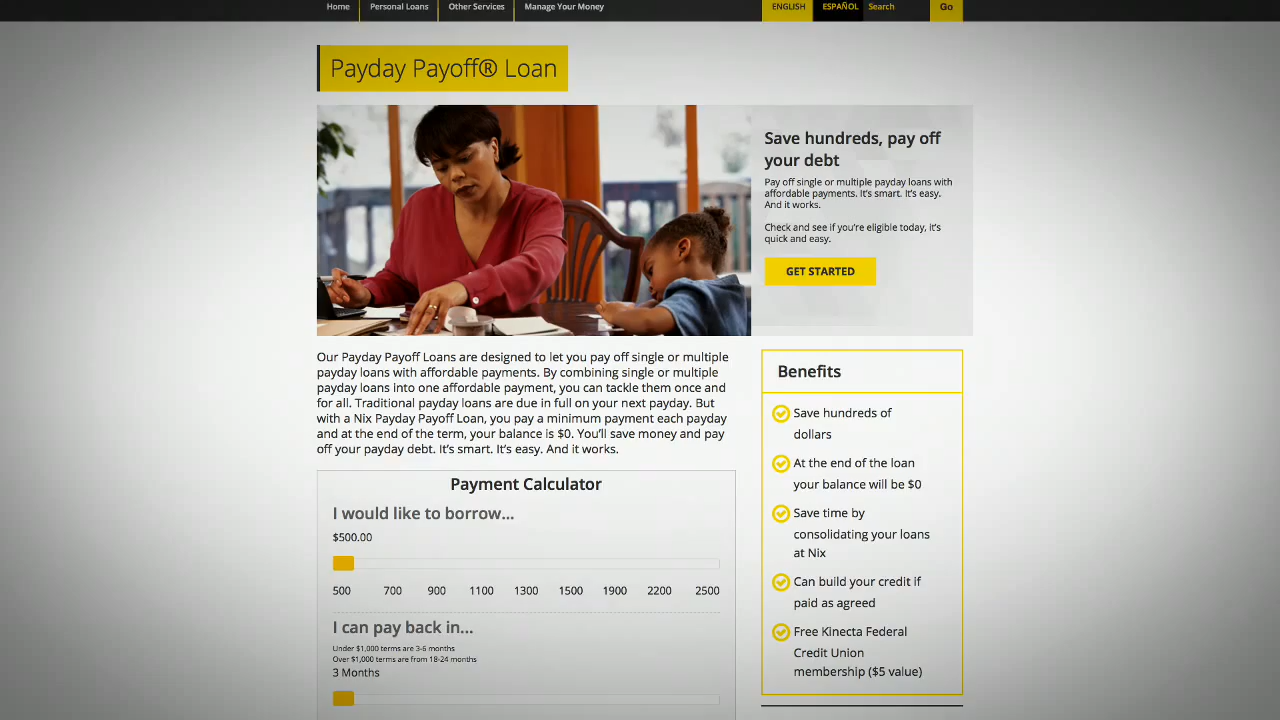 Home
Personal Loans
Other Services
Manage Your Money
ENGLISH
ESPAÑOL
Search
Go
Payday Payoff® Loan
Save hundreds, pay off
your debt
Pay off single or multiple payday loans with
affordable payments. It's smart. It's easy.
And it works.
Check and see if you're eligible today, it's
quick and easy.
GET STARTED
Our Payday Payoff Loans are designed to let you pay off single or multiple
payday loans with affordable payments. By combining single or multiple
payday loans into one affordable payment, you can tackle them once and
for all. Traditional payday loans are due in full on your next payday. But
with a Nix Payday Payoff Loan, you pay a minimum payment each payday
and at the end of the term, your balance is $0. You'll save money and pay
off your payday debt. It's smart. It's easy. And it works.
Payment Calculator
I would like to borrow...
$500.00
500 700 900 1100 1300 1500 1900 2200 2500
I can pay back in...
Under $1,000 terms are 3-6 months
Over $1,000 terms are from 18-24 months
3 Months
Benefits
Save hundreds of
dollars
At the end of the loan
your balance will be $0
Save time by
consolidating your loans
at Nix
Can build your credit if
paid as agreed
Free Kinecta Federal
Credit Union
membership ($5 value)